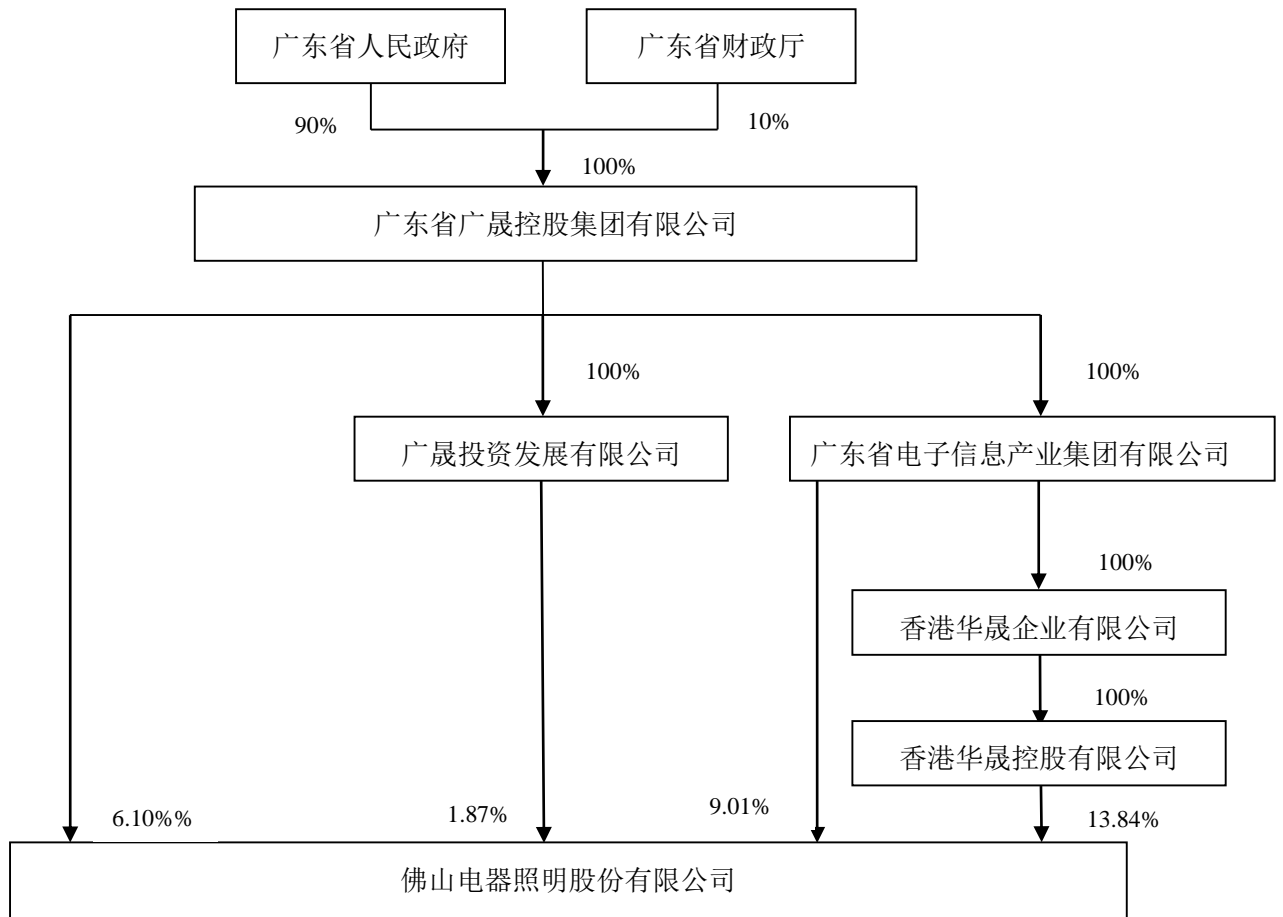 广东省人民政府
广东省财政厅
90%
10%
100%
广东省广晟控股集团有限公司
100%
100%
广晟投资发展有限公司
广东省电子信息产业集团有限公司
100%
香港华晟企业有限公司
100%
香港华晟控股有限公司
6.10%%
1.87%
9.01%
13.84%
佛山电器照明股份有限公司